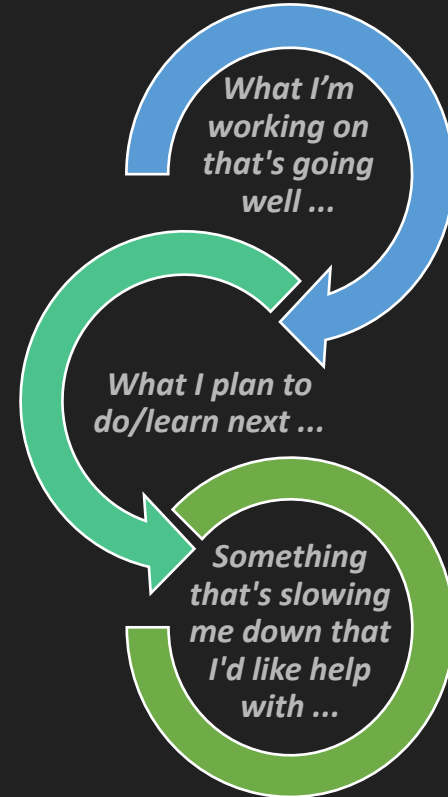 What I’m
working on
that's going
well ...
What I plan to
do/learn next ...
Something
that's slowing
me down that
I'd like help
with ...